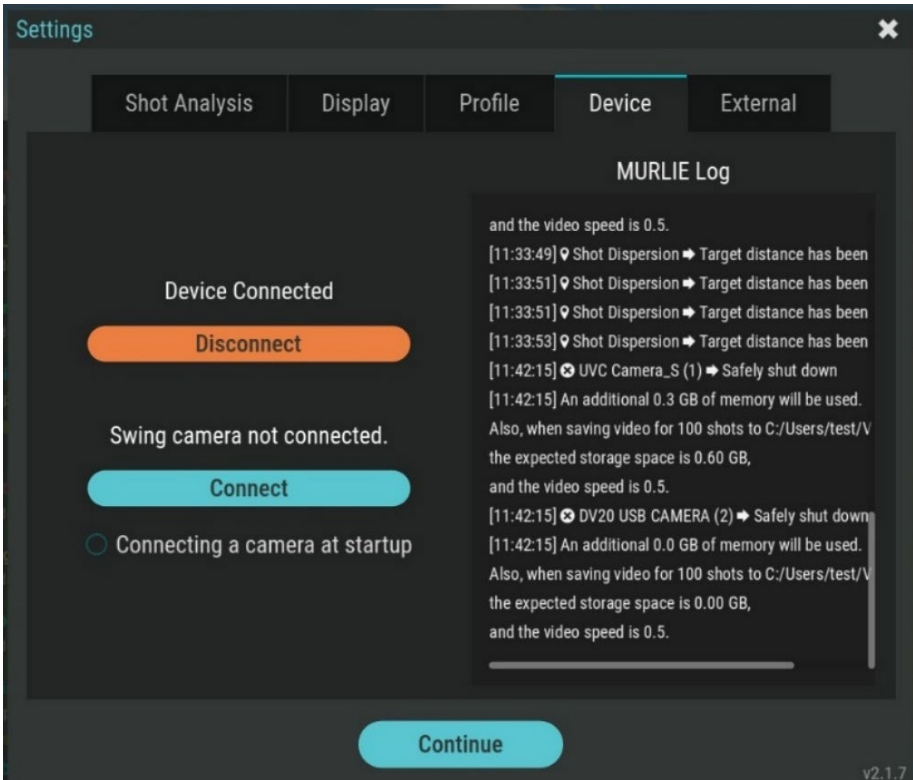 Settings
Shot Analysis
Display
Profile
Device
External
Device Connected
Disconnect
Swing camera not connected.
Connect
Connecting a camera at startup
MURLIE Log
and the video speed is 0.5.
[11:33:49] Shot Dispersion ➡ Target distance has been
[11:33:51] Shot Dispersion ➡ Target distance has been
[11:33:51] Shot Dispersion ➡ Target distance has been
[11:33:53] Shot Dispersion ➡ Target distance has been
[11:42:15] UVC Camera_S (1) ➡ Safely shut down
[11:42:15] An additional 0.3 GB of memory will be used.
Also, when saving video for 100 shots to C:/Users/test/V
the expected storage space is 0.60 GB,
and the video speed is 0.5.
[11:42:15] DV20 USB CAMERA (2) ➡ Safely shut down
[11:42:15] An additional 0.0 GB of memory will be used.
Also, when saving video for 100 shots to C:/Users/test/V
the expected storage space is 0.00 GB,
and the video speed is 0.5.
Continue
v2.1.7